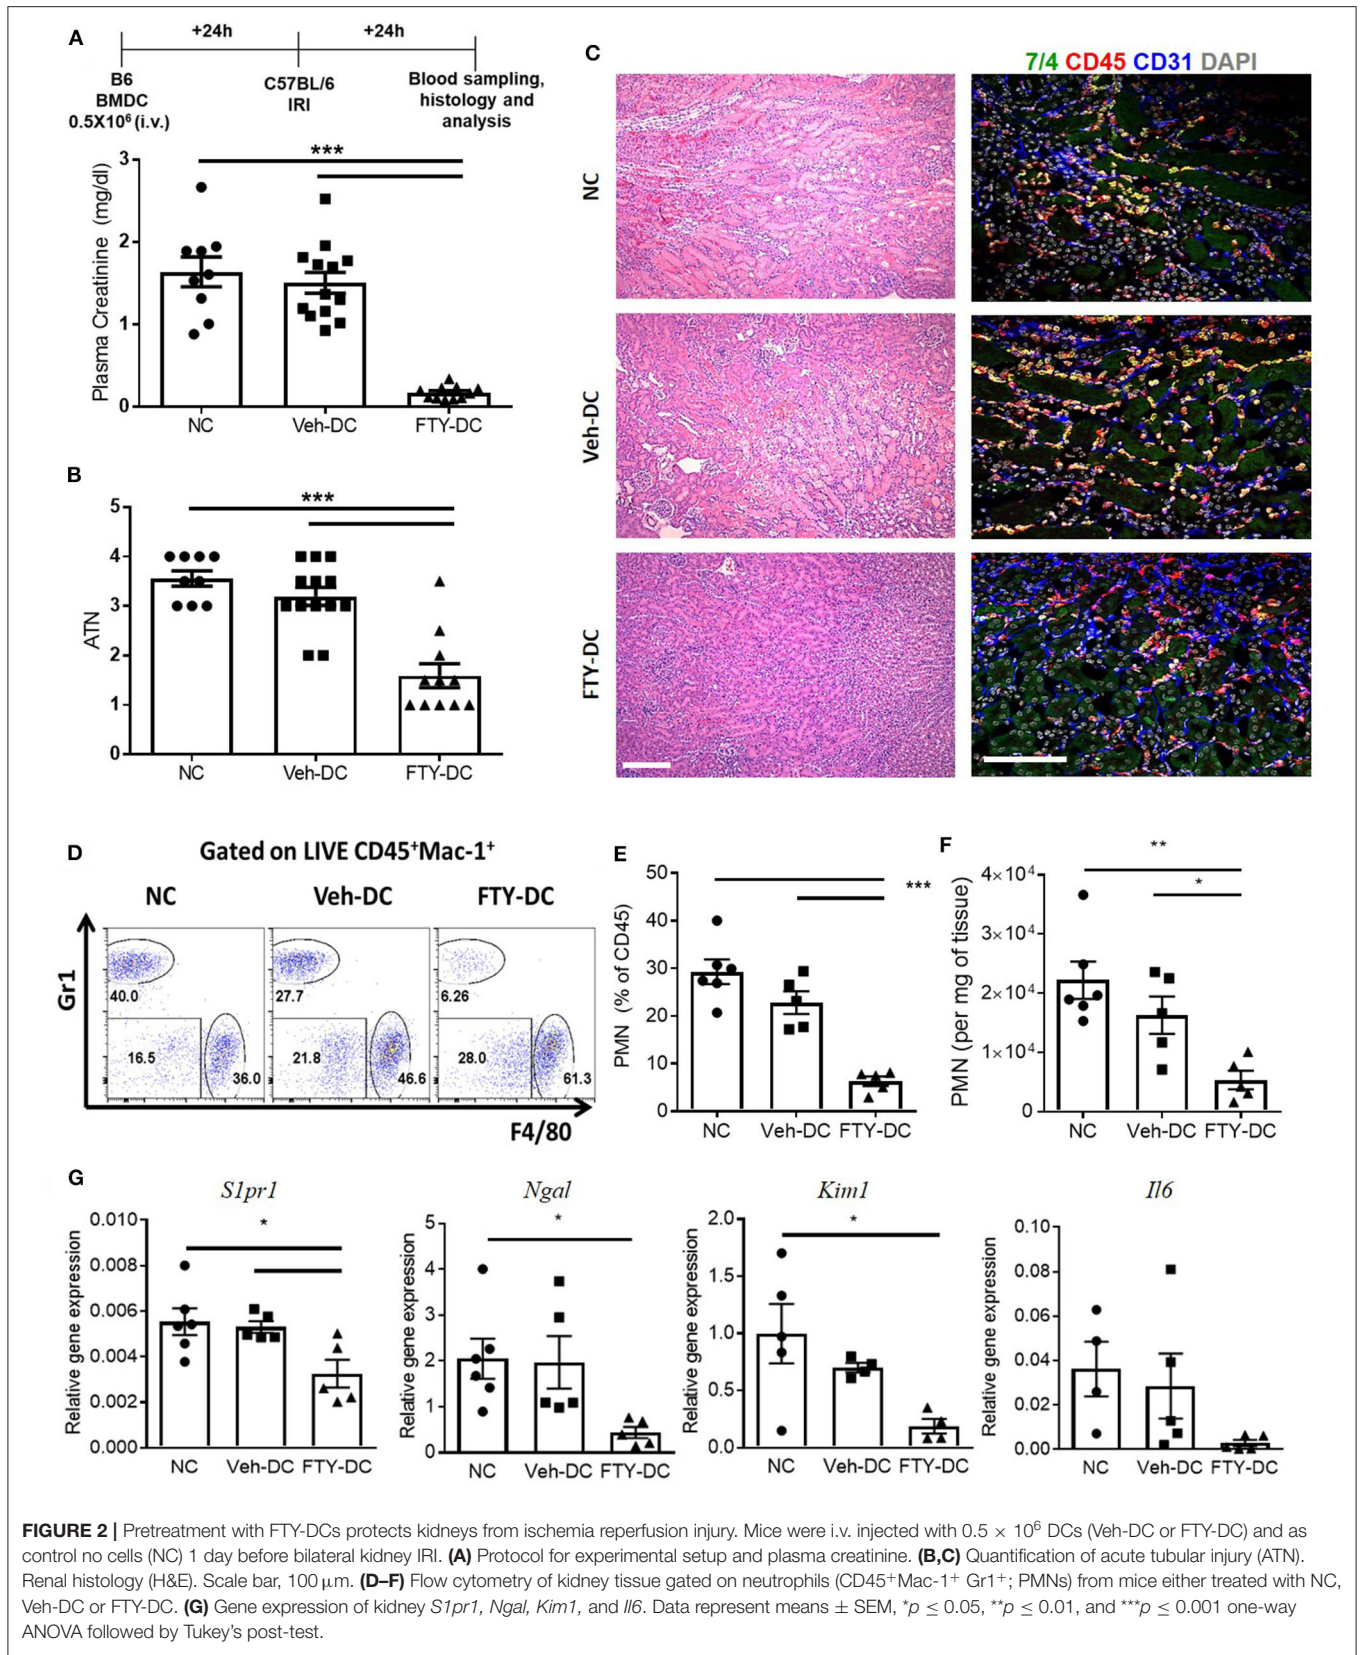 A
+24h +24h
B6
BMDC
0.5X10⁶ (i.v.)
C57BL/6
IRI
Blood sampling,
histology and
analysis
***
Plasma Creatinine (mg/dl)
3
2
1
0
NC Veh-DC FTY-DC
B
***
ATN
5
4
3
2
1
0
NC Veh-DC FTY-DC
C
7/4 CD45 CD31 DAPI
NC
Veh-DC
FTY-DC
D
Gated on LIVE CD45⁺Mac-1⁺
NC Veh-DC FTY-DC
Gr1
40.0 27.7 6.26
16.5 36.0 21.8 46.6 28.0 61.3
F4/80
E
***
PMN (% of CD45)
50
40
30
20
10
0
NC Veh-DC FTY-DC
F
**
*
PMN (per mg of tissue)
4×10⁴
3×10⁴
2×10⁴
1×10⁴
0
NC Veh-DC FTY-DC
G
S1pr1
*
Relative gene expression
0.010
0.008
0.006
0.004
0.002
0.000
NC Veh-DC FTY-DC
Ngal
*
Relative gene expression
5
4
3
2
1
0
NC Veh-DC FTY-DC
Kim1
*
Relative gene expression
2.0
1.5
1.0
0.5
0.0
NC Veh-DC FTY-DC
Il6
Relative gene expression
0.10
0.08
0.06
0.04
0.02
0.00
NC Veh-DC FTY-DC
FIGURE 2 | Pretreatment with FTY-DCs protects kidneys from ischemia reperfusion injury. Mice were i.v. injected with 0.5 × 10⁶ DCs (Veh-DC or FTY-DC) and as
control no cells (NC) 1 day before bilateral kidney IRI. (A) Protocol for experimental setup and plasma creatinine. (B,C) Quantification of acute tubular injury (ATN).
Renal histology (H&E). Scale bar, 100 μm. (D–F) Flow cytometry of kidney tissue gated on neutrophils (CD45⁺Mac-1⁺ Gr1⁺; PMNs) from mice either treated with NC,
Veh-DC or FTY-DC. (G) Gene expression of kidney S1pr1, Ngal, Kim1, and Il6. Data represent means ± SEM, *p ≤ 0.05, **p ≤ 0.01, and ***p ≤ 0.001 one-way
ANOVA followed by Tukey's post-test.